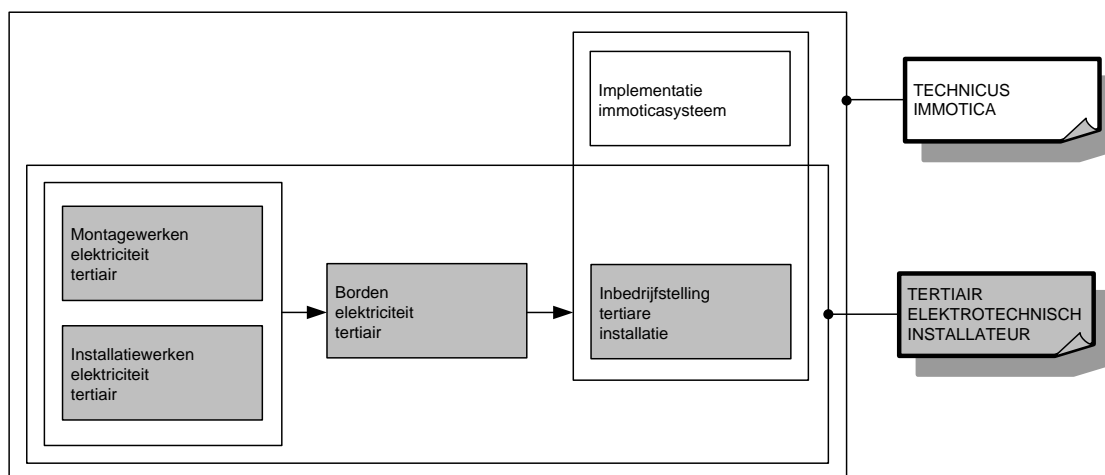 Implementatie
immoticasysteem
TECHNICUS
IMMOTICA
Montagewerken
elektriciteit
tertiair
Installatiewerken
elektriciteit
tertiair
Borden
elektriciteit
tertiair
Inbedrijfstelling
tertiare
installatie
TERTIAIR
ELEKTROTECHNISCH
INSTALLATEUR